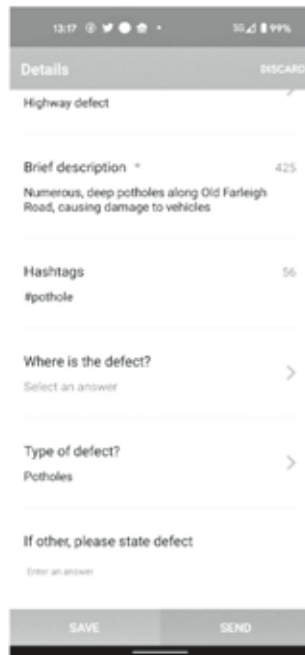 13:17
5G 99%
Details DISCARD
Highway defect
Brief description * 425
Numerous, deep potholes along Old Farleigh
Road, causing damage to vehicles
Hashtags 56
#pothole
Where is the defect?
Select an answer
Type of defect?
Potholes
If other, please state defect
Enter an answer
SAVE SEND